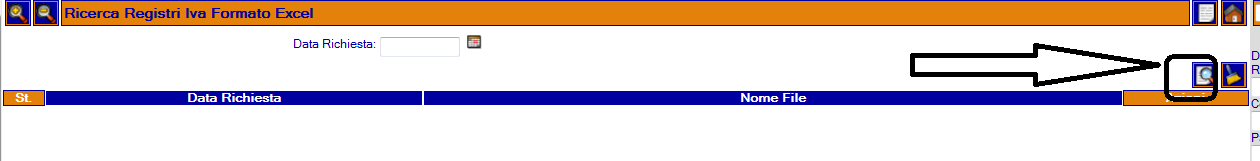 Ricerca Registri Iva Formato Excel
Data Richiesta:
D
R
St. Data Richiesta Nome File
C
P